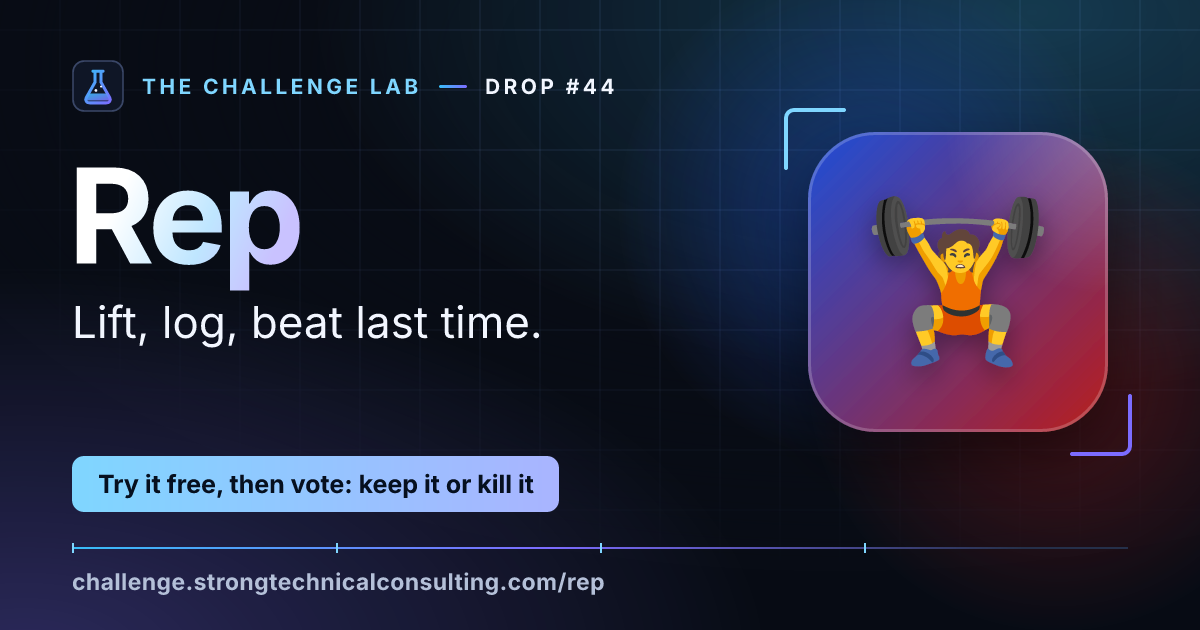 THE CHALLENGE LAB — DROP #44
Rep
Lift, log, beat last time.
Try it free, then vote: keep it or kill it
challenge.strongtechnicalconsulting.com/rep